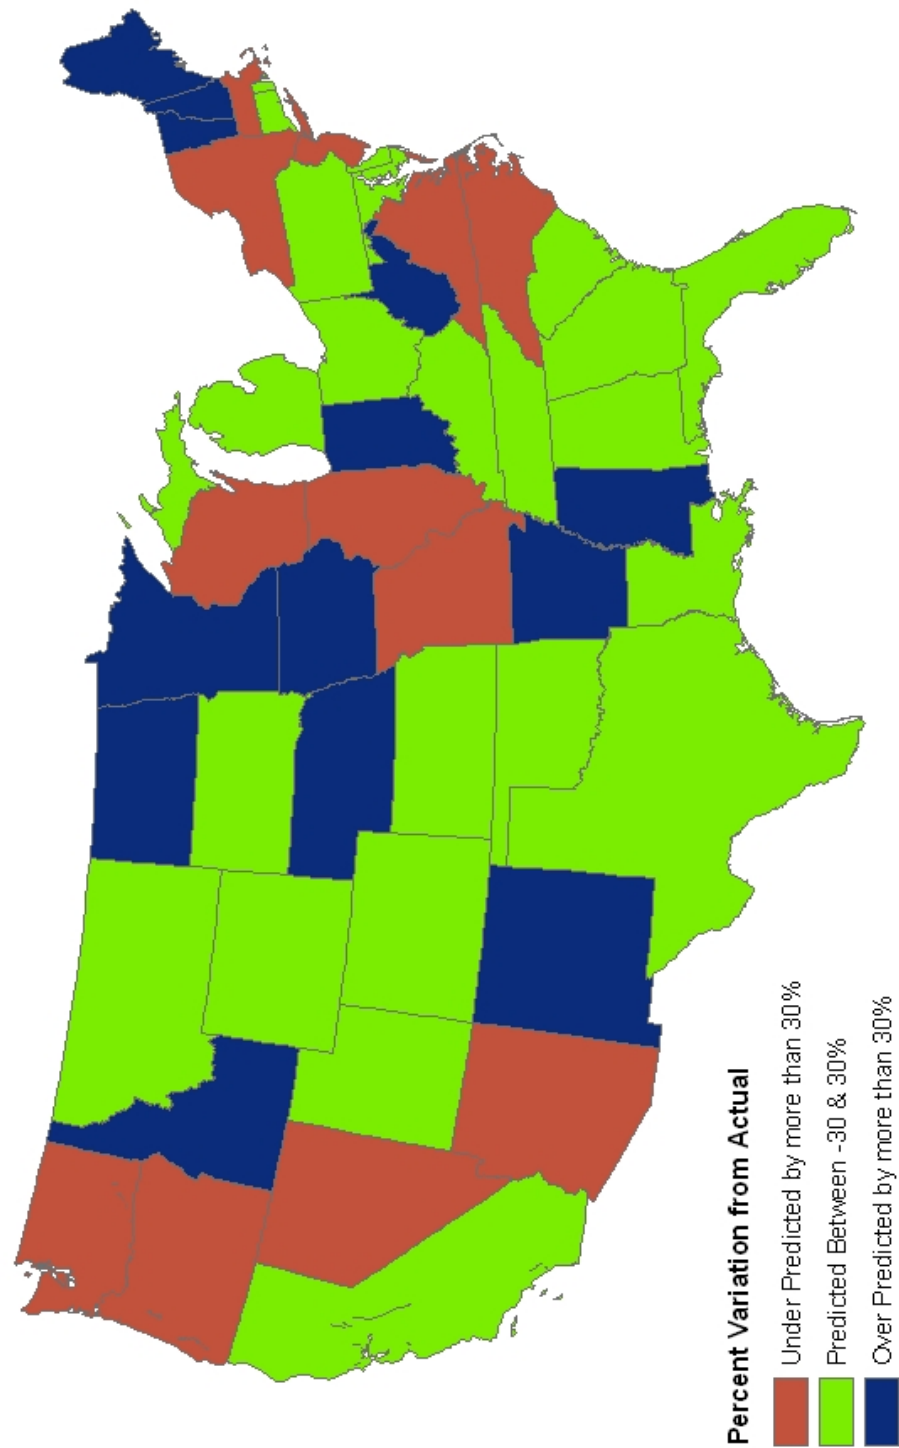 Percent Variation from Actual
Under Predicted by more than 30%
Predicted Between -30 & 30%
Over Predicted by more than 30%